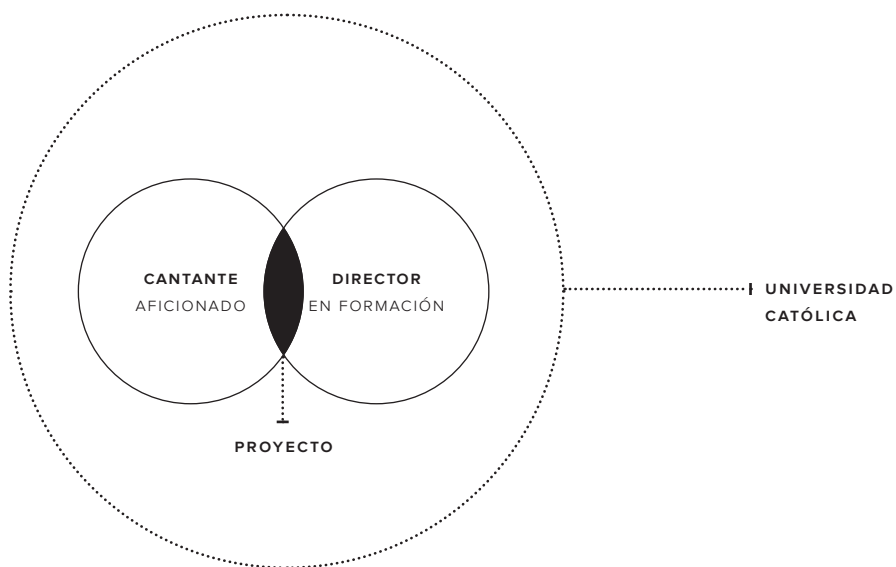 CANTANTE
AFICIONADO
DIRECTOR
EN FORMACIÓN
PROYECTO
UNIVERSIDAD
CATÓLICA